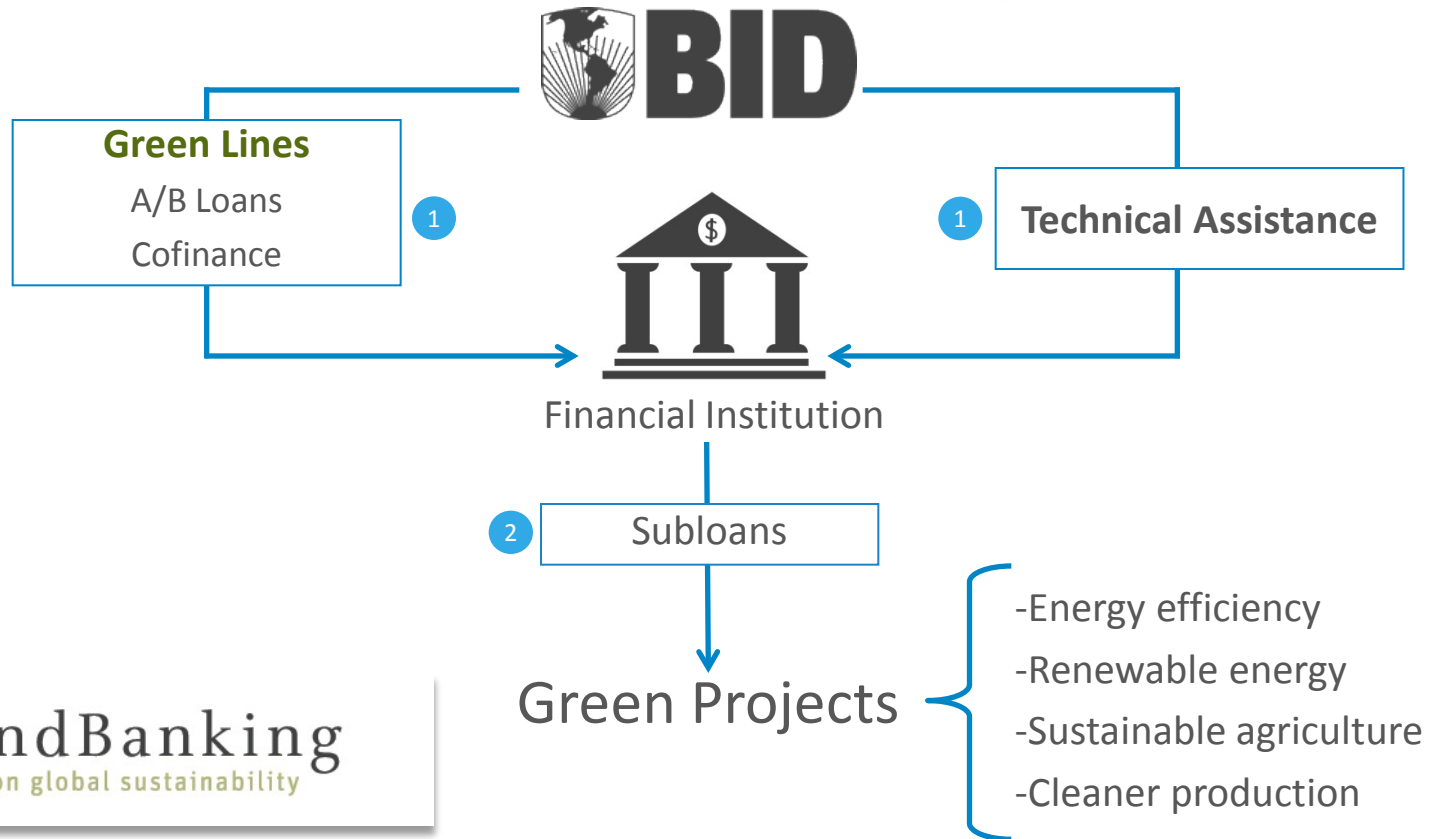 BID
Green Lines
A/B Loans
Cofinance
1
$
1
Technical Assistance
Financial Institution
2
Subloans
Green Projects
-Energy efficiency
-Renewable energy
-Sustainable agriculture
-Cleaner production
ndBanking
on global sustainability